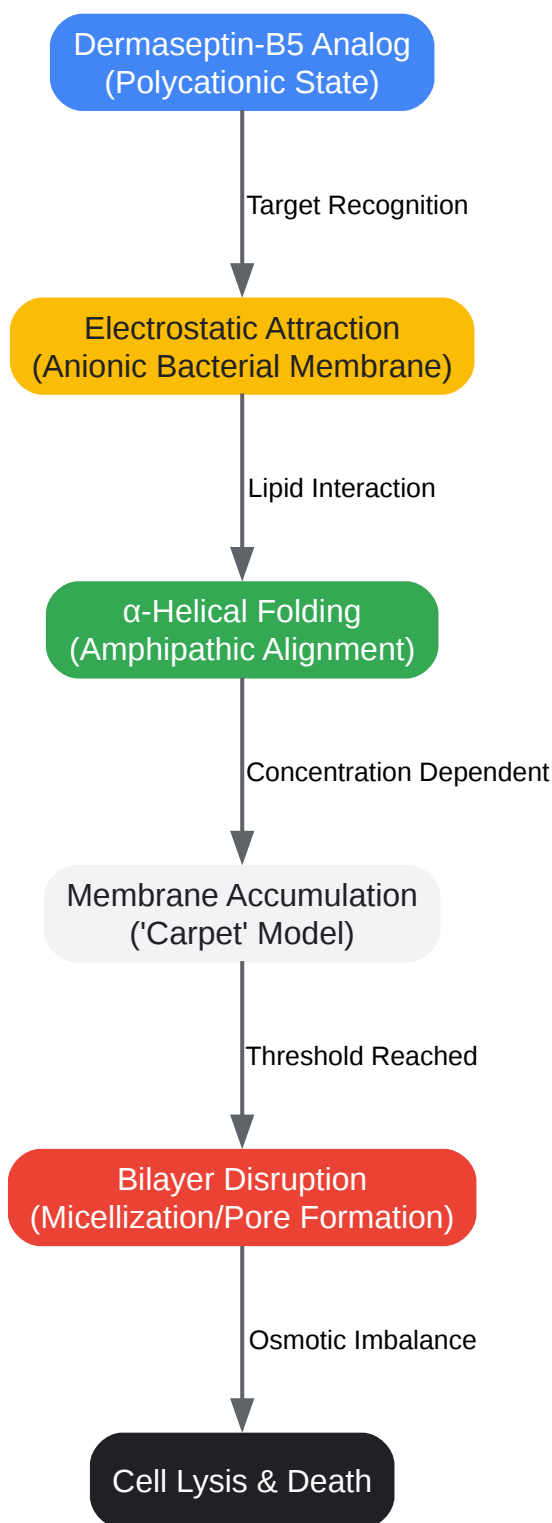 Dermaseptin-B5 Analog
(Polycationic State)
Target Recognition
Electrostatic Attraction
(Anionic Bacterial Membrane)
Lipid Interaction
α-Helical Folding
(Amphipathic Alignment)
Concentration Dependent
Membrane Accumulation
('Carpet' Model)
Threshold Reached
Bilayer Disruption
(Micellization/Pore Formation)
Osmotic Imbalance
Cell Lysis & Death